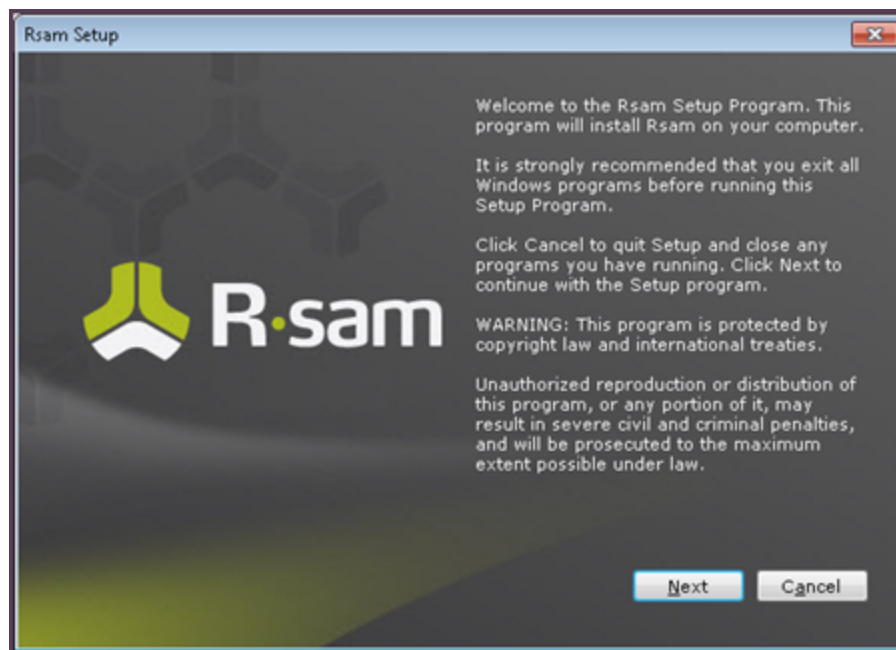 Rsam Setup
Welcome to the Rsam Setup Program. This
program will install Rsam on your computer.
It is strongly recommended that you exit all
Windows programs before running this
Setup Program.
Click Cancel to quit Setup and close any
programs you have running. Click Next to
continue with the Setup program.
R·sam
WARNING: This program is protected by
copyright law and international treaties.
Unauthorized reproduction or distribution of
this program, or any portion of it, may
result in severe civil and criminal penalties,
and will be prosecuted to the maximum
extent possible under law.
Next
Cancel